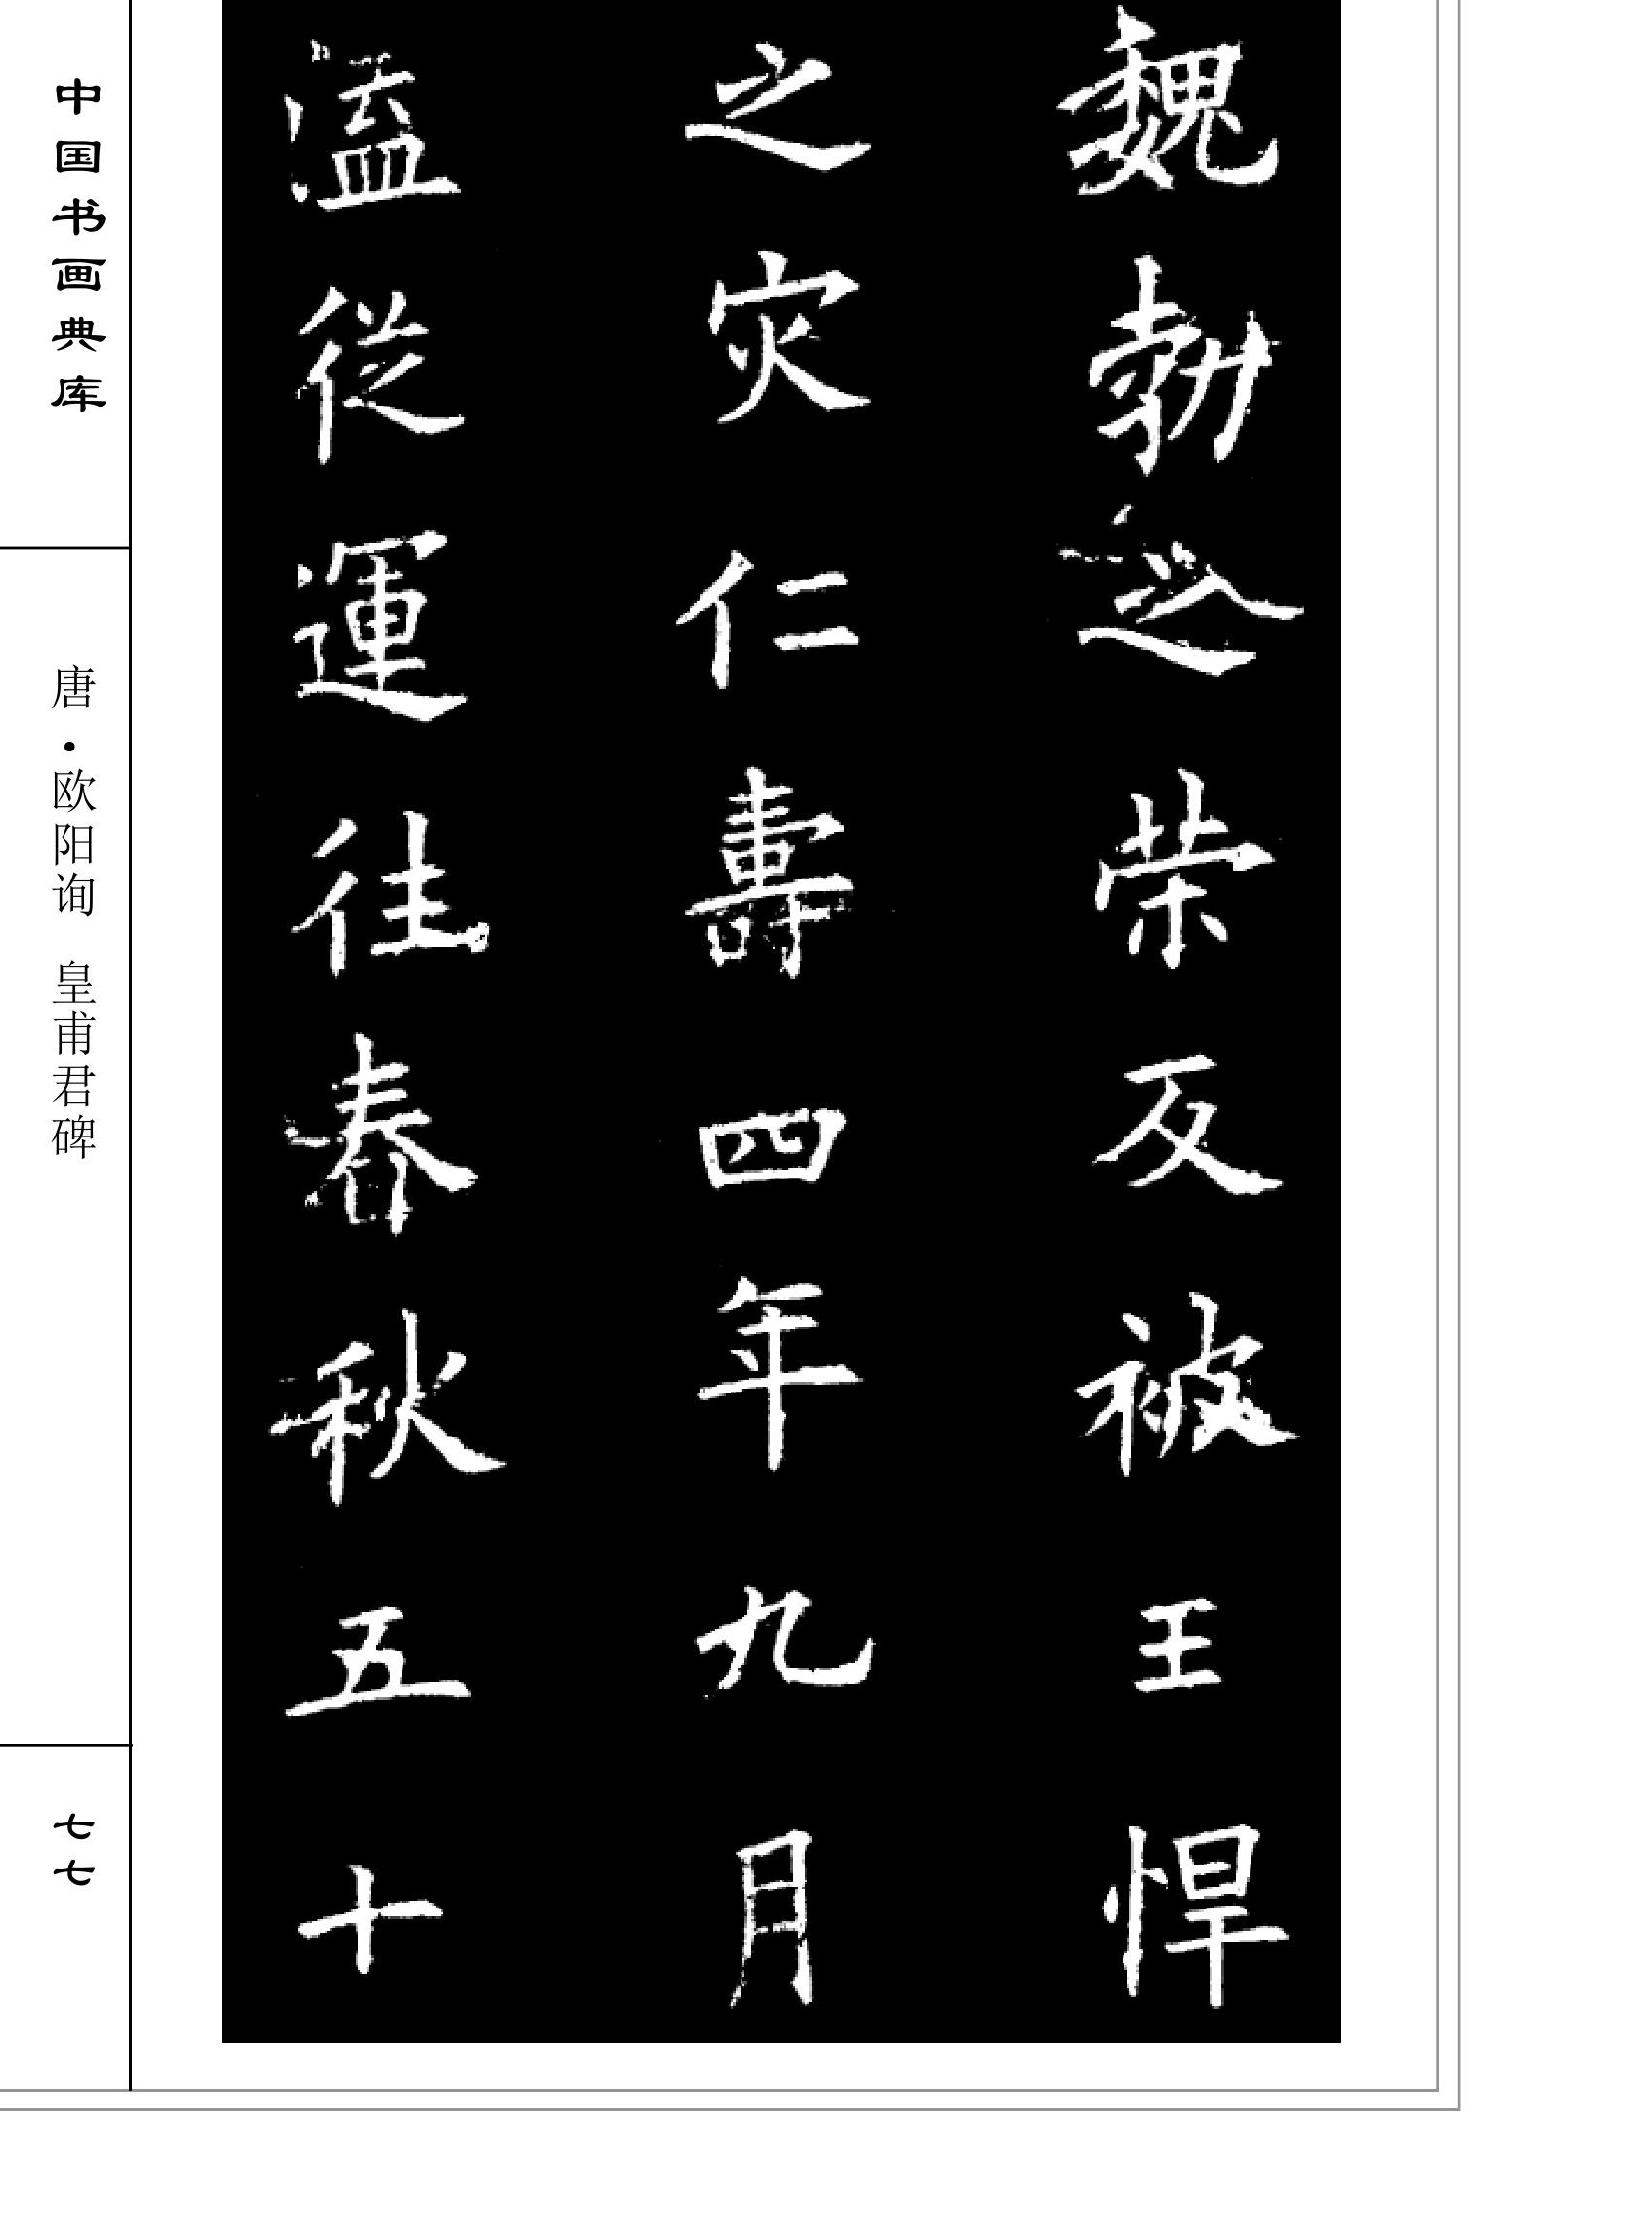 魏勃之荣反被王悍
之灾仁壽四年九月
溘從運往春秋五十
中国书画典库
唐·欧阳询 皇甫君碑
七七